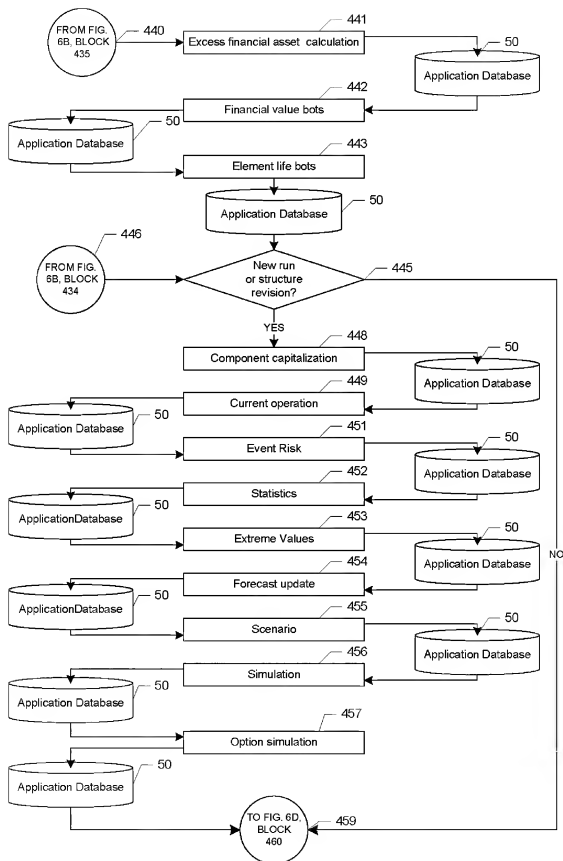 FROM FIG.
6B, BLOCK
435
440
441
Excess financial asset calculation
50
Application Database
442
Financial value bots
50
Application Database
443
Element life bots
50
Application Database
446
FROM FIG.
6B, BLOCK
434
New run
or structure
revision?
445
YES
448
Component capitalization
50
Application Database
449
Current operation
50
Application Database
451
Event Risk
50
Application Database
452
Statistics
50
ApplicationDatabase
453
Extreme Values
50
Application Database
NO
454
Forecast update
50
ApplicationDatabase
455
Scenario
50
Application Database
456
Simulation
50
Application Database
457
Option simulation
50
Application Database
TO FIG. 6D,
BLOCK
460
459